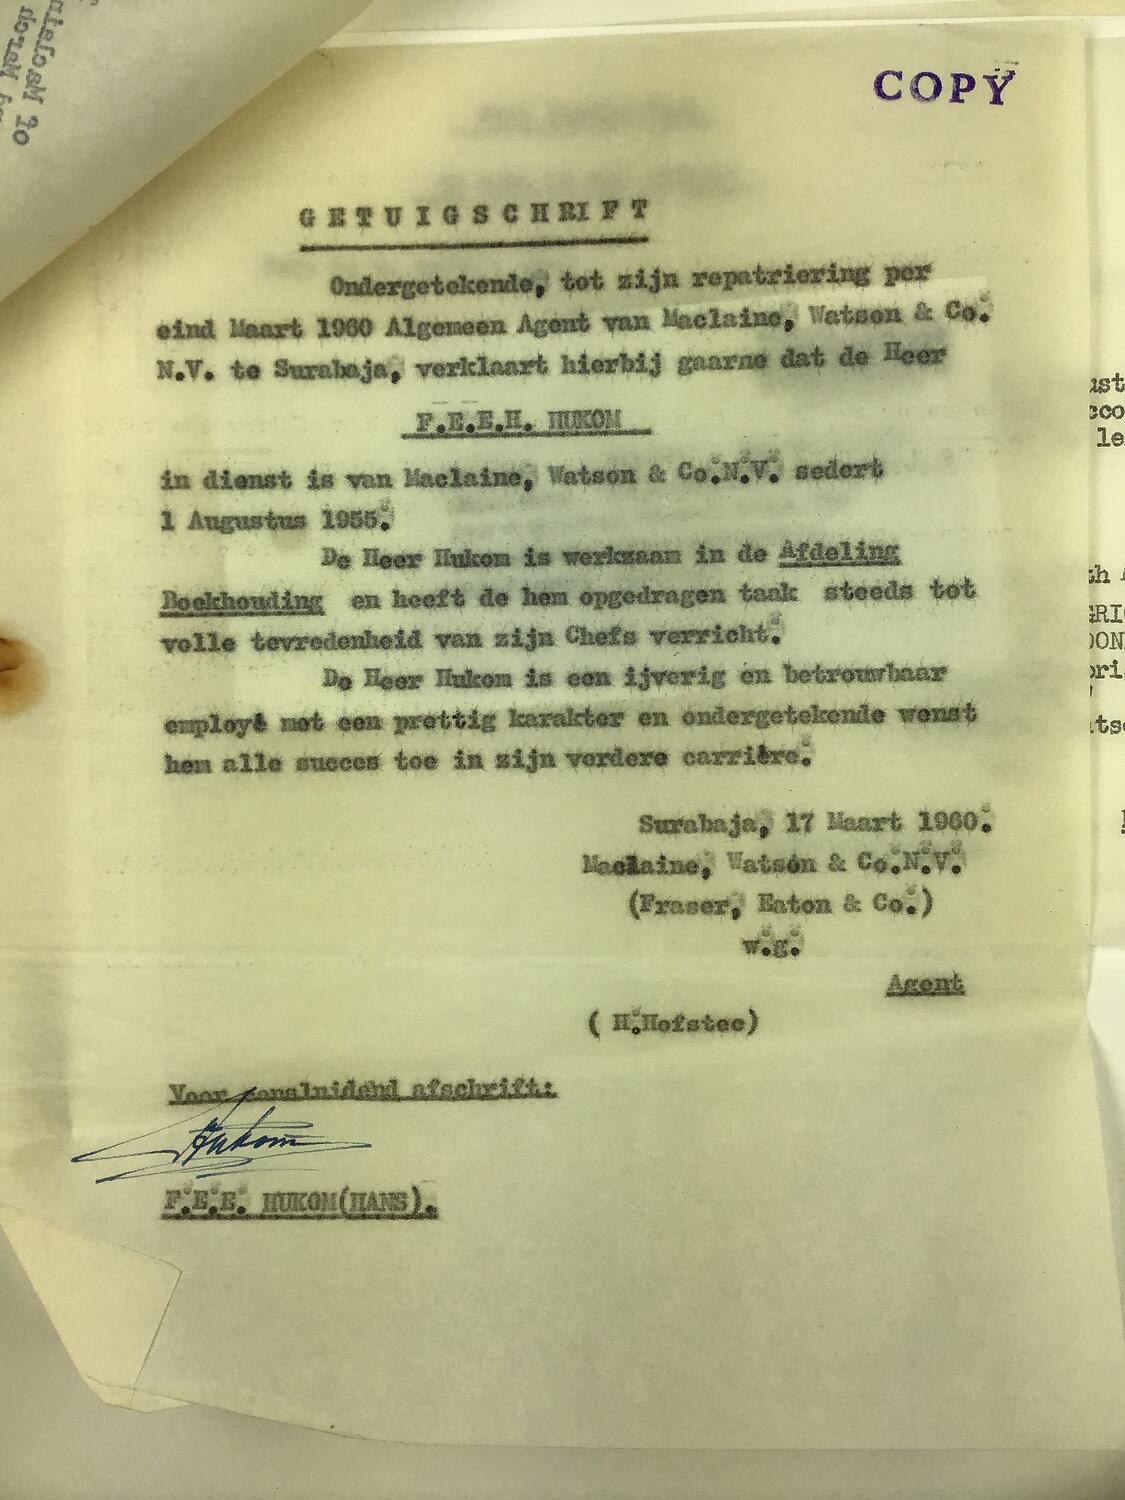 COPY
GETUIGSCHRIFT
Ondergetekende, tot zijn repatriering per
eind Maart 1960 Algemeen Agent van Maclaine, Watson & Co.
N.V. te Surabaja, verklaart hierbij gaarne dat de Heer
F.E.E.H. HUKOM
in dienst is van Maclaine, Watson & Co.N.V. sedert
1 Augustus 1955.
De Heer Hukom is werkzaam in de Afdeling
Boekhouding en heeft de hem opgedragen taak steeds tot
volle tevredenheid van zijn Chefs verricht.
De Heer Hukom is een ijverig en betrouwbaar
employé met een prettig karakter en ondergetekende wenst
hem alle succes toe in zijn verdere carrière.
Surabaja, 17 Maart 1960.
Maclaine, Watson & Co.N.V.
(Fraser, Eaton & Co.)
w.g.
Agent
( H.Hofstee)
Voor eensluidend afschrift:
Hukom
F.E.E. HUKOM(HANS).